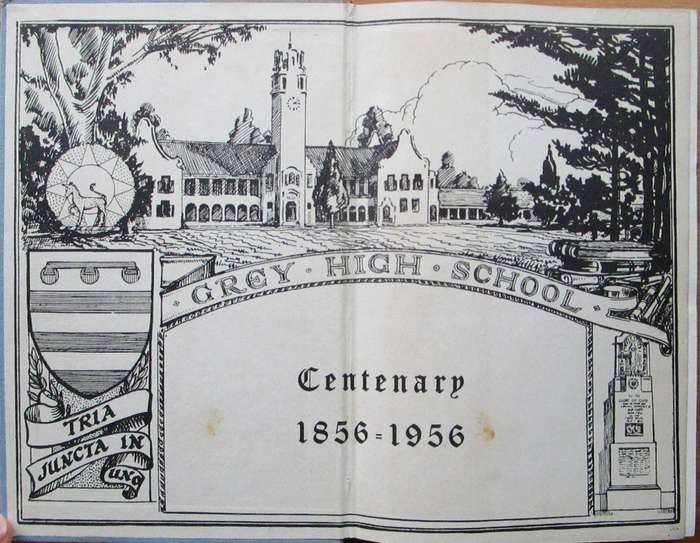 GREY · HIGH · SCHOOL
Centenary
1856=1956
TRIA
JUNCTA IN
UNO